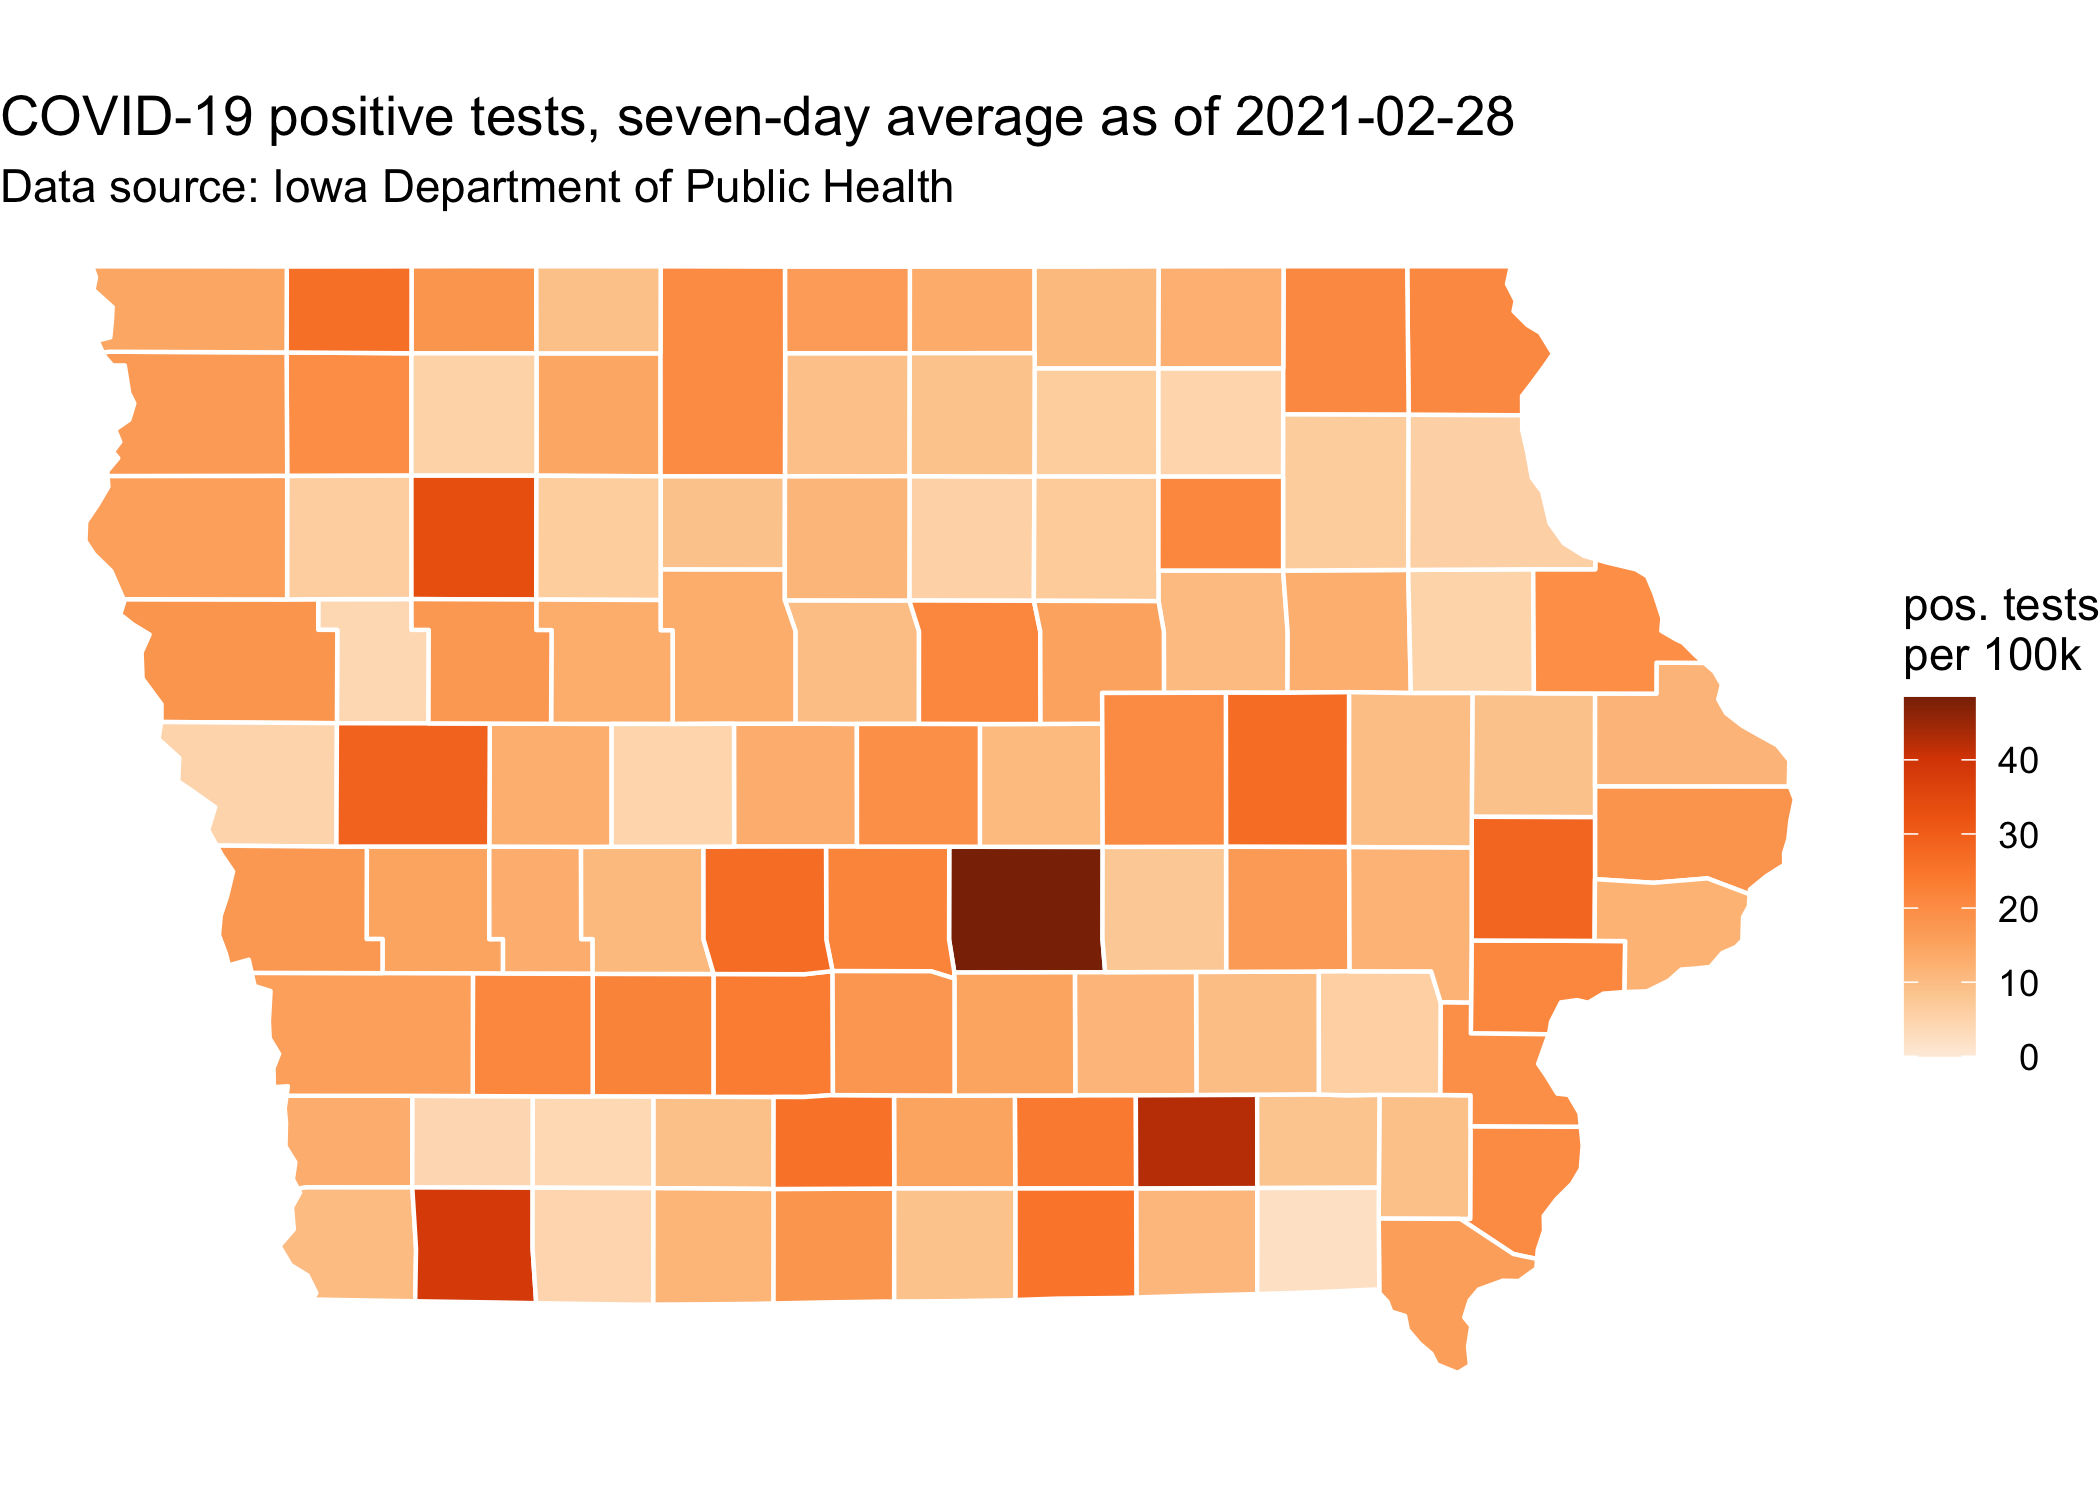 COVID-19 positive tests, seven-day average as of 2021-02-28
Data source: Iowa Department of Public Health
pos. tests
per 100k
40
30
20
10
0